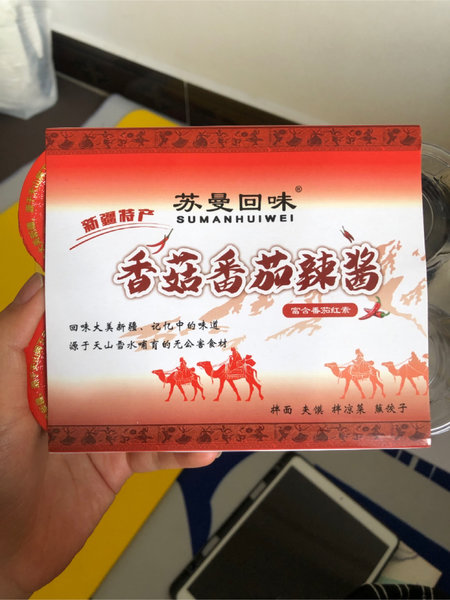 苏曼回味®
SUMANHUIWEI
新疆特产
香菇番茄辣酱
富含番茄红素
回味大美新疆、记忆中的味道
源于天山雪水哺育的无公害食材
拌面 夹馍 拌凉菜 蘸饺子